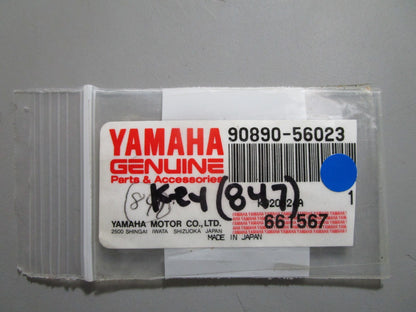 YAMAHA 90890-56023
GENUINE
Parts & Accessories
Key (847)
1
YAMAHA MOTOR CO., LTD. 661567
2500 SHINGAI IWATA SHIZUOKA JAPAN
MADE IN JAPAN